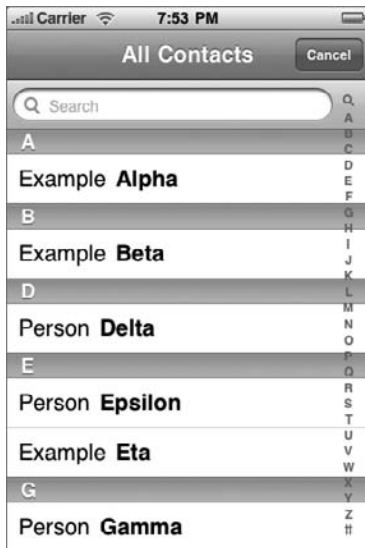 Carrier 7:53 PM
All Contacts Cancel
Search
A
Example Alpha
B
Example Beta
D
Person Delta
E
Person Epsilon
Example Eta
G
Person Gamma
A
B
C
D
E
F
G
H
I
J
K
L
M
N
O
P
Q
R
S
T
U
V
W
X
Y
Z
#